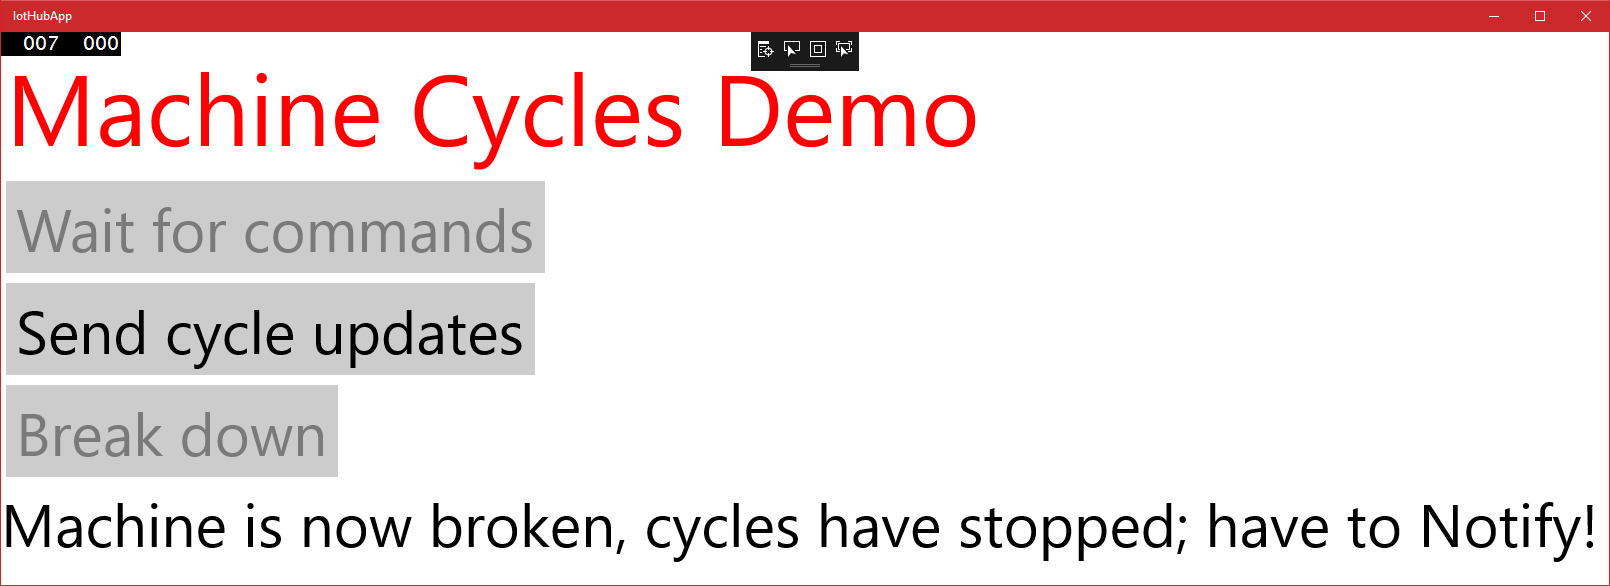 IotHubApp
007 000
Machine Cycles Demo
Wait for commands
Send cycle updates
Break down
Machine is now broken, cycles have stopped; have to Notify!